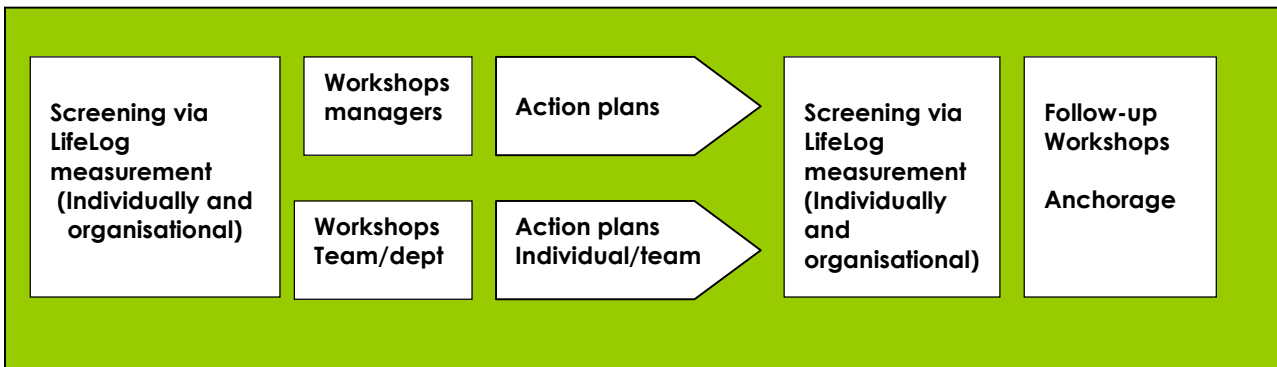 Screening via
LifeLog
measurement
(Individually and
organisational)
Workshops
managers
Action plans
Workshops
Team/dept
Action plans
Individual/team
Screening via
LifeLog
measurement
(Individually
and
organisational)
Follow-up
Workshops
Anchorage